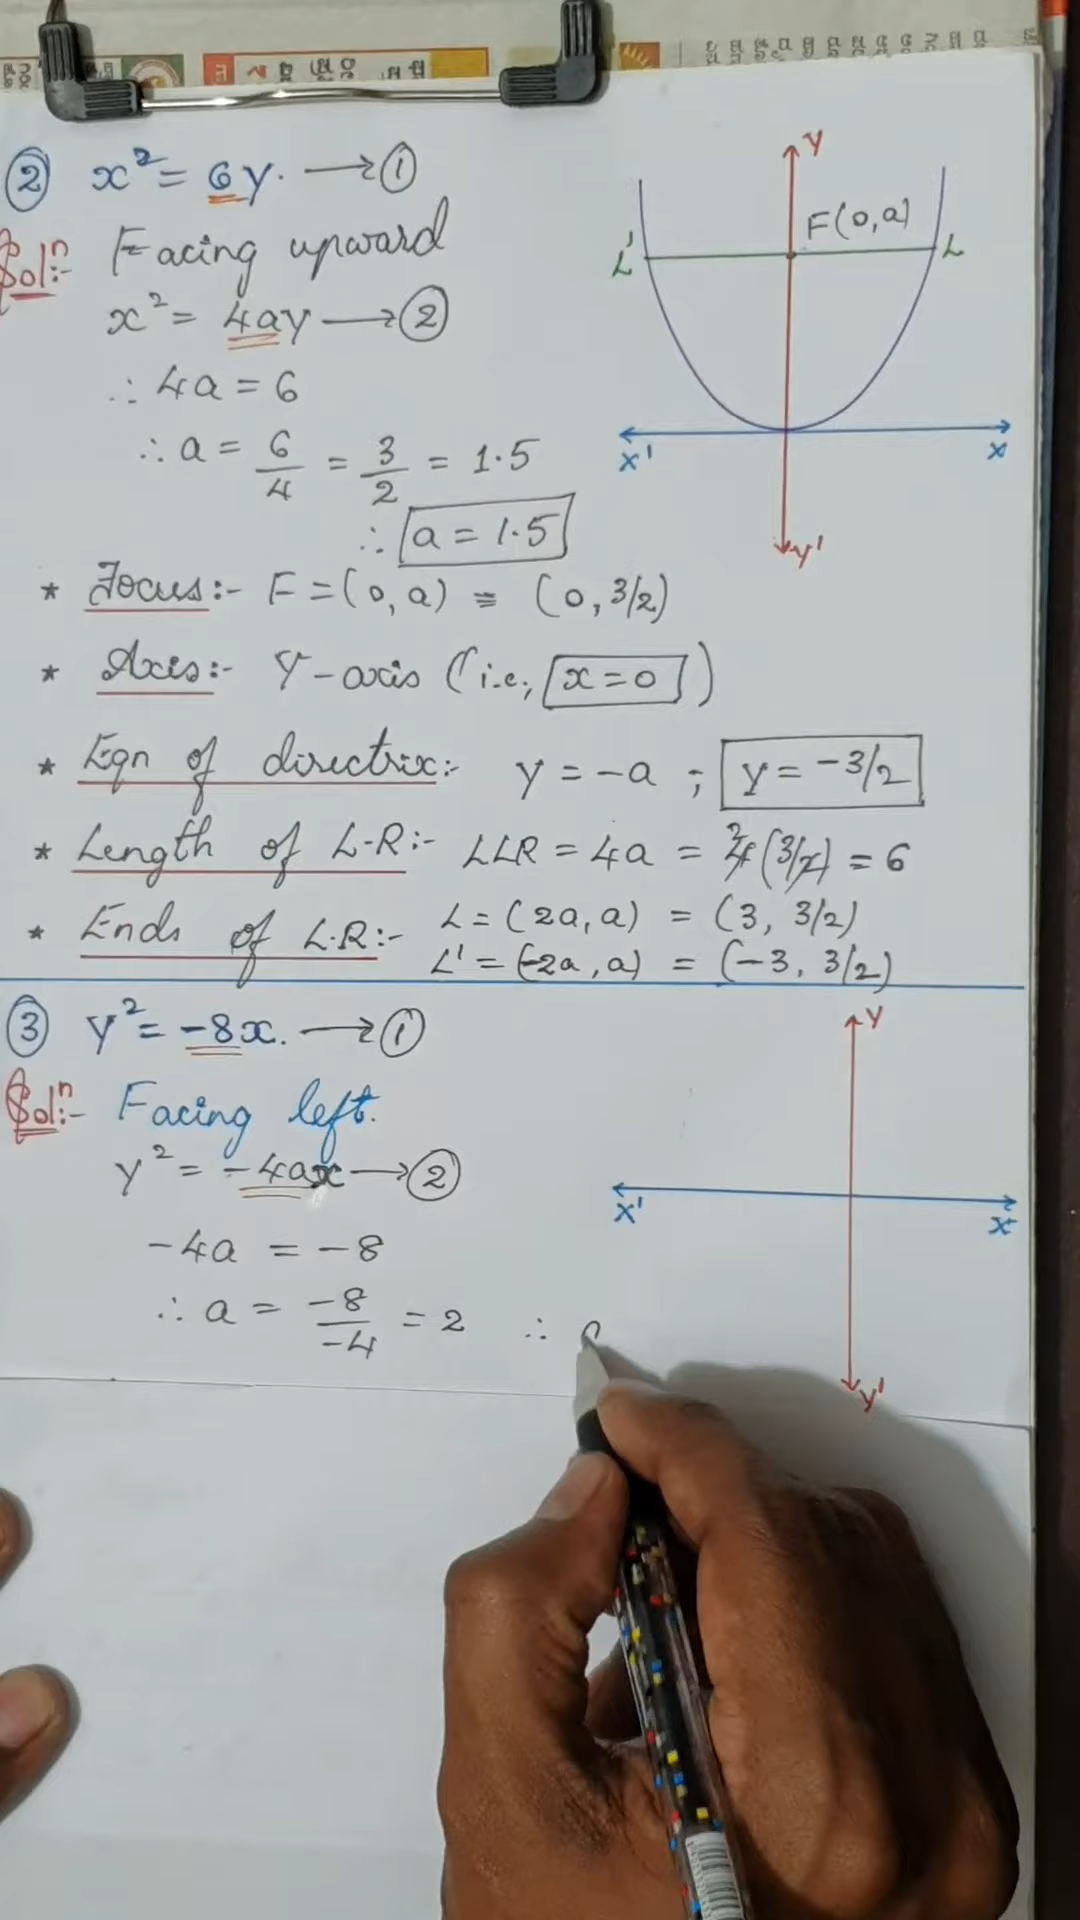 ② x² = 6y. → ①
Solⁿ:- Facing upward
x² = 4ay → ②
∴ 4a = 6
∴ a = 6/4 = 3/2 = 1.5
∴ a = 1.5
* Focus:- F = (0, a) = (0, 3/2)
* Axis:- Y-axis (i.e., x = 0)
* Eqn of directrix:- y = -a ; y = -3/2
* Length of L.R:- LLR = 4a = 4(3/2) = 6
* Ends of L.R:- L = (2a, a) = (3, 3/2)
L' = (-2a, a) = (-3, 3/2)
Y
F(0,a)
L' L
X' X
Y'
③ y² = -8x. → ①
Solⁿ:- Facing left.
y² = -4ax → ②
-4a = -8
∴ a = -8/-4 = 2 ∴
Y
X' X
Y'